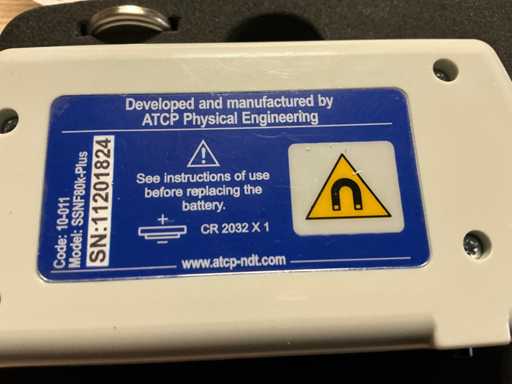 Developed and manufactured by
ATCP Physical Engineering
Code: 10-011
Model: SSNF80k-Plus
SN:11201824
See instructions of use
before replacing the
battery.
+
CR 2032 X 1
www.atcp-ndt.com